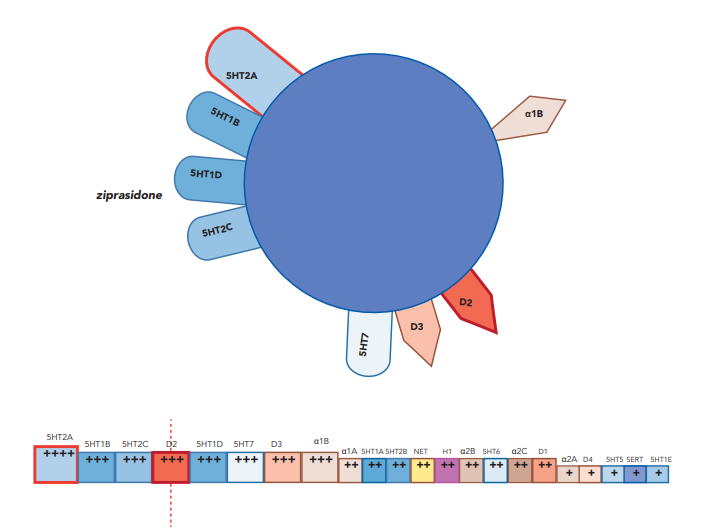 5HT2A
5HT1B
5HT1D
5HT2C
ziprasidone
α1B
D2
D3
5HT7
5HT2A 5HT1B 5HT2C D2 5HT1D 5HT7 D3 α1B α1A 5HT1A 5HT2B NET H1 α2B 5HT6 α2C D1 α2A D4 5HT5 SERT 5HT1E
++++ +++ +++ +++ +++ +++ +++ +++ ++ ++ ++ ++ ++ ++ ++ ++ ++ + + + + +